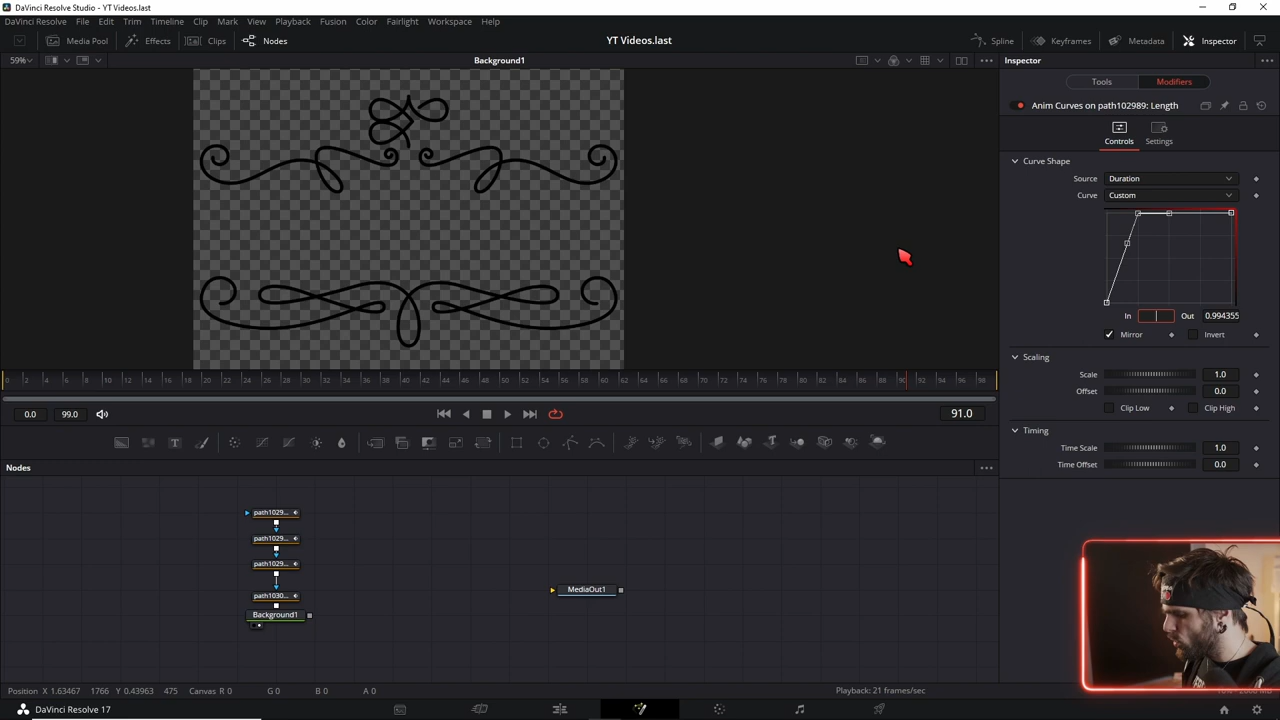 DaVinci Resolve Studio - YT Videos.last
DaVinci Resolve File Edit Trim Timeline Clip Mark View Playback Fusion Color Fairlight Workspace Help
Media Pool Effects Clips Nodes YT Videos.last Spline Keyframes Metadata Inspector
59% Background1 Inspector
Tools Modifiers
Anim Curves on path102989: Length
Controls Settings
Curve Shape
Source Duration
Curve Custom
In Out 0.994355
Mirror Invert
Scaling
Scale 1.0
Offset 0.0
Clip Low Clip High
Timing
Time Scale 1.0
Time Offset 0.0
0 2 4 6 8 10 12 14 16 18 20 22 24 26 28 30 32 34 36 38 40 42 44 46 48 50 52 54 56 58 60 62 64 66 68 70 72 74 76 78 80 82 84 86 88 90 92 94 96 98
0.0 99.0 91.0
Nodes
path1029...
path1029...
path1029...
path1030...
Background1
MediaOut1
Position X 1.63467 1766 Y 0.43963 475 Canvas R 0 G 0 B 0 A 0 Playback: 21 frames/sec
DaVinci Resolve 17